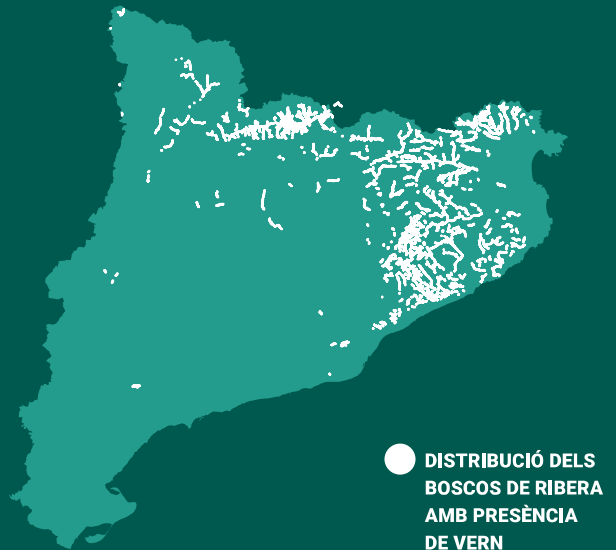 DISTRIBUCIÓ DELS
BOSCOS DE RIBERA
AMB PRESÈNCIA
DE VERN